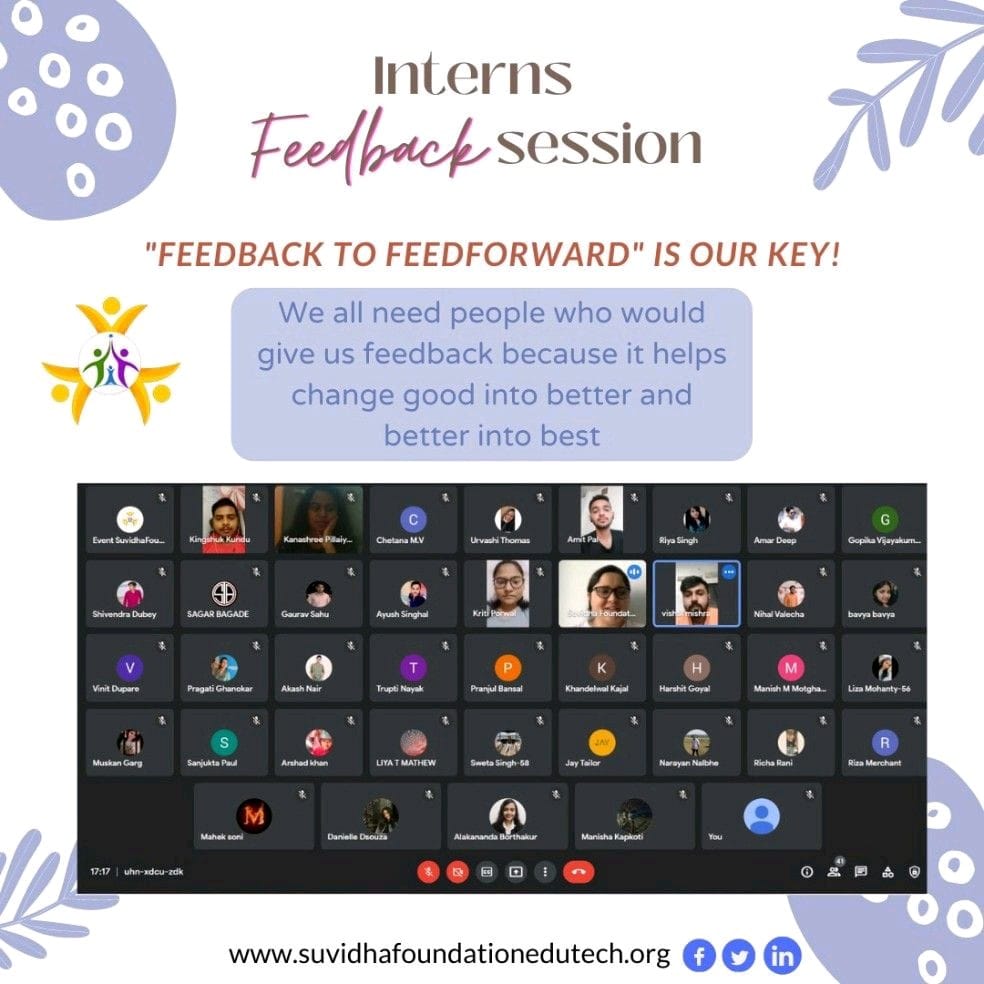 Interns
Feedback session
"FEEDBACK TO FEEDFORWARD" IS OUR KEY!
We all need people who would
give us feedback because it helps
change good into better and
better into best
Event SuvidhaFou... Kingshuk Kundu Kanashree Pillaiy... Chetana M.V Urvashi Thomas Amit Pal Riya Singh Amar Deep Gopika Vijayakum...
C G
Shivendra Dubey SAGAR BAGADE Gaurav Sahu Ayush Singhal Kriti Porwal Suvidha Foundat... mishra Nihal Valecha bavya bavya
V T P K H M
Vinit Dupare Pragati Ghanokar Akash Nair Trupti Nayak Pranjul Bansal Khandelwal Kajal Harshit Goyal Manish M Motgha... Liza Mohanty-56
S JAY R
Muskan Garg Sanjukta Paul Arshad khan LIYA T MATHEW Sweta Singh-58 Jay Tailor Narayan Nalbhe Richa Rani Riza Merchant
M
Mahek soni Danielle Dsouza Alakananda Borthakur Manisha Kapkoti You
17:17 | uhn-xdcu-zdk CC 41
www.suvidhafoundationedutech.org